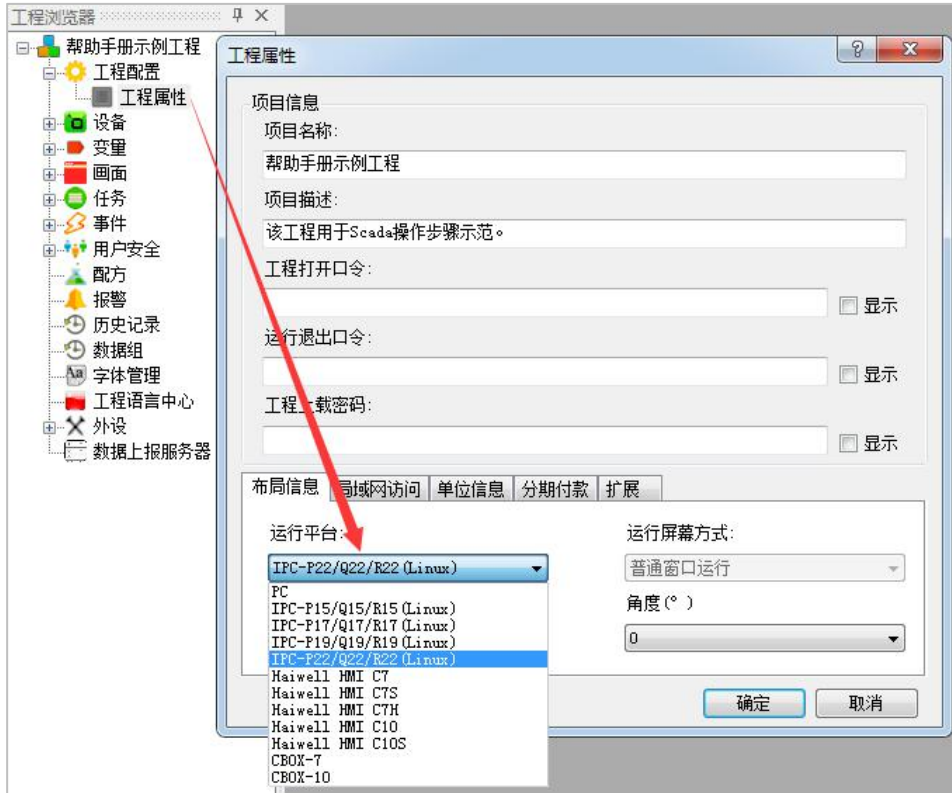 工程浏览器
帮助手册示例工程
工程配置
工程属性
设备
变量
画面
任务
事件
用户安全
配方
报警
历史记录
数据组
Aa 字体管理
工程语言中心
外设
数据上报服务器
工程属性
项目信息
项目名称:
帮助手册示例工程
项目描述:
该工程用于Scada操作步骤示范。
工程打开口令:
显示
运行退出口令:
显示
工程上载密码:
显示
布局信息 局域网访问 单位信息 分期付款 扩展
运行平台:
IPC-P22/Q22/R22(Linux)
PC
IPC-P15/Q15/R15(Linux)
IPC-P17/Q17/R17(Linux)
IPC-P19/Q19/R19(Linux)
IPC-P22/Q22/R22(Linux)
Haiwell HMI C7
Haiwell HMI C7S
Haiwell HMI C7H
Haiwell HMI C10
Haiwell HMI C10S
CBOX-7
CBOX-10
运行屏幕方式:
普通窗口运行
角度(° )
0
确定 取消